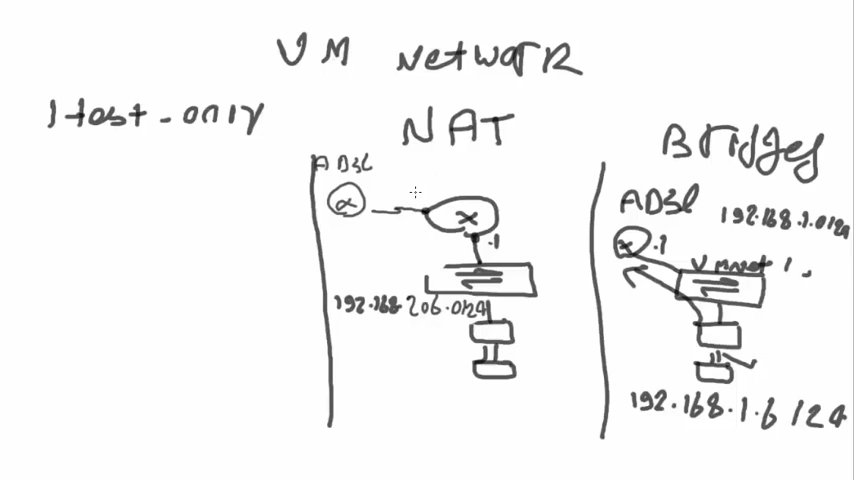 VM Network
Host-only
NAT
Bridges
ADSL
x
x
.1
192.168.206.0/24
ADSL
192.168.1.0/24
x
.1
VMnet 1
192.168.1.6/24